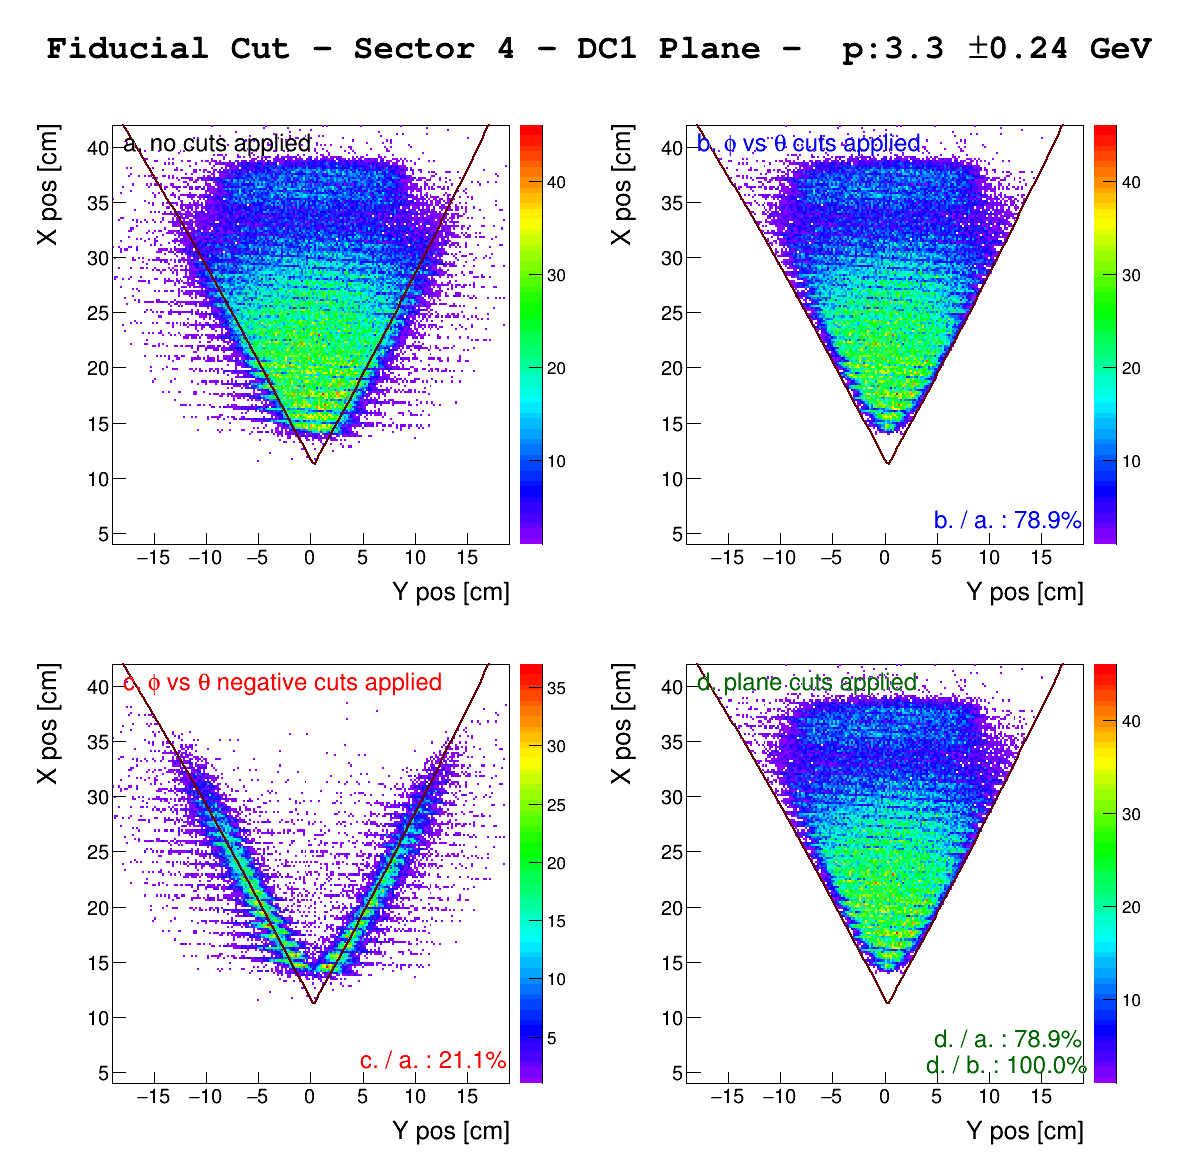 Fiducial Cut – Sector 4 – DC1 Plane –  p:3.3 ±0.24 GeV
X pos [cm]
a. no cuts applied
40
35
30
25
20
15
10
5
−15 −10 −5 0 5 10 15
Y pos [cm]
40
30
20
10
X pos [cm]
b. ϕ vs θ cuts applied
40
35
30
25
20
15
10
5
b. / a. : 78.9%
−15 −10 −5 0 5 10 15
Y pos [cm]
40
30
20
10
X pos [cm]
c. ϕ vs θ negative cuts applied
40
35
30
25
20
15
10
5
c. / a. : 21.1%
−15 −10 −5 0 5 10 15
Y pos [cm]
35
30
25
20
15
10
5
X pos [cm]
d. plane cuts applied
40
35
30
25
20
15
10
5
d. / a. : 78.9%
d. / b. : 100.0%
−15 −10 −5 0 5 10 15
Y pos [cm]
40
30
20
10